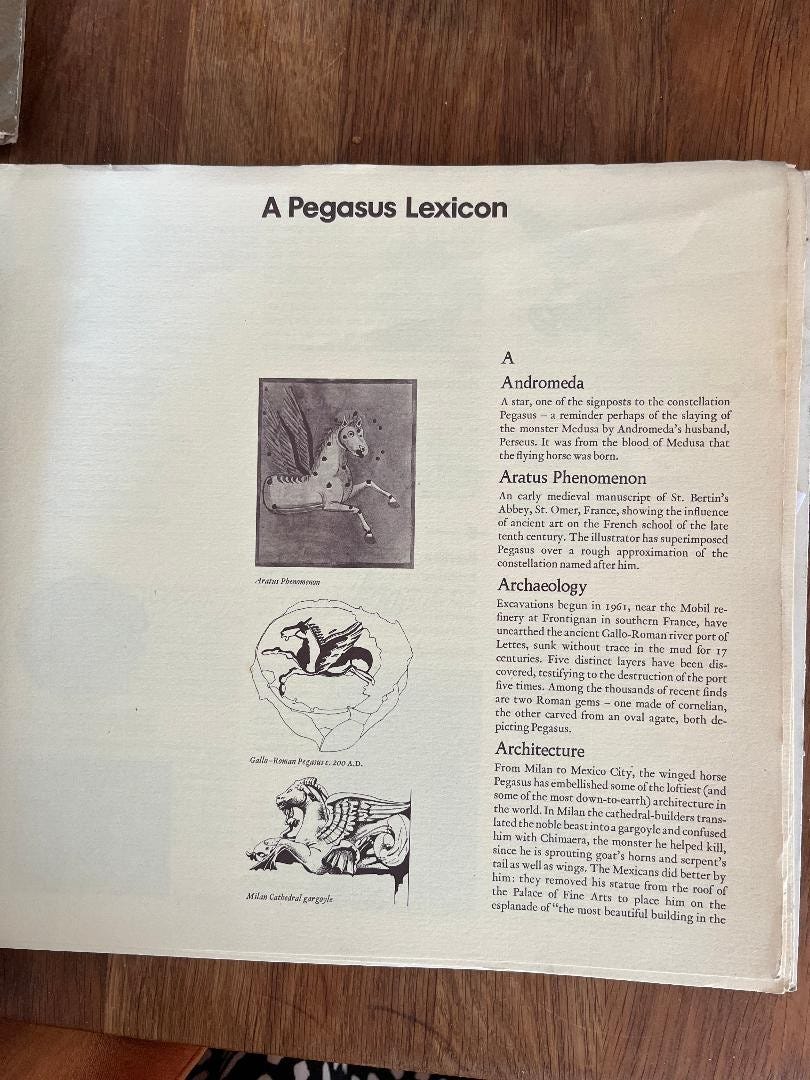 A Pegasus Lexicon
Aratus Phenomenon
Gallo-Roman Pegasus c. 200 A.D.
Milan Cathedral gargoyle
A
Andromeda
A star, one of the signposts to the constellation
Pegasus – a reminder perhaps of the slaying of
the monster Medusa by Andromeda's husband,
Perseus. It was from the blood of Medusa that
the flying horse was born.
Aratus Phenomenon
An early medieval manuscript of St. Bertin's
Abbey, St. Omer, France, showing the influence
of ancient art on the French school of the late
tenth century. The illustrator has superimposed
Pegasus over a rough approximation of the
constellation named after him.
Archaeology
Excavations begun in 1961, near the Mobil re-
finery at Frontignan in southern France, have
unearthed the ancient Gallo-Roman river port of
Lettes, sunk without trace in the mud for 17
centuries. Five distinct layers have been dis-
covered, testifying to the destruction of the port
five times. Among the thousands of recent finds
are two Roman gems – one made of cornelian,
the other carved from an oval agate, both de-
picting Pegasus.
Architecture
From Milan to Mexico City, the winged horse
Pegasus has embellished some of the loftiest (and
some of the most down-to-earth) architecture in
the world. In Milan the cathedral-builders trans-
lated the noble beast into a gargoyle and confused
him with Chimaera, the monster he helped kill,
since he is sprouting goat's horns and serpent's
tail as well as wings. The Mexicans did better by
him: they removed his statue from the roof of
the Palace of Fine Arts to place him on the
esplanade of "the most beautiful building in the